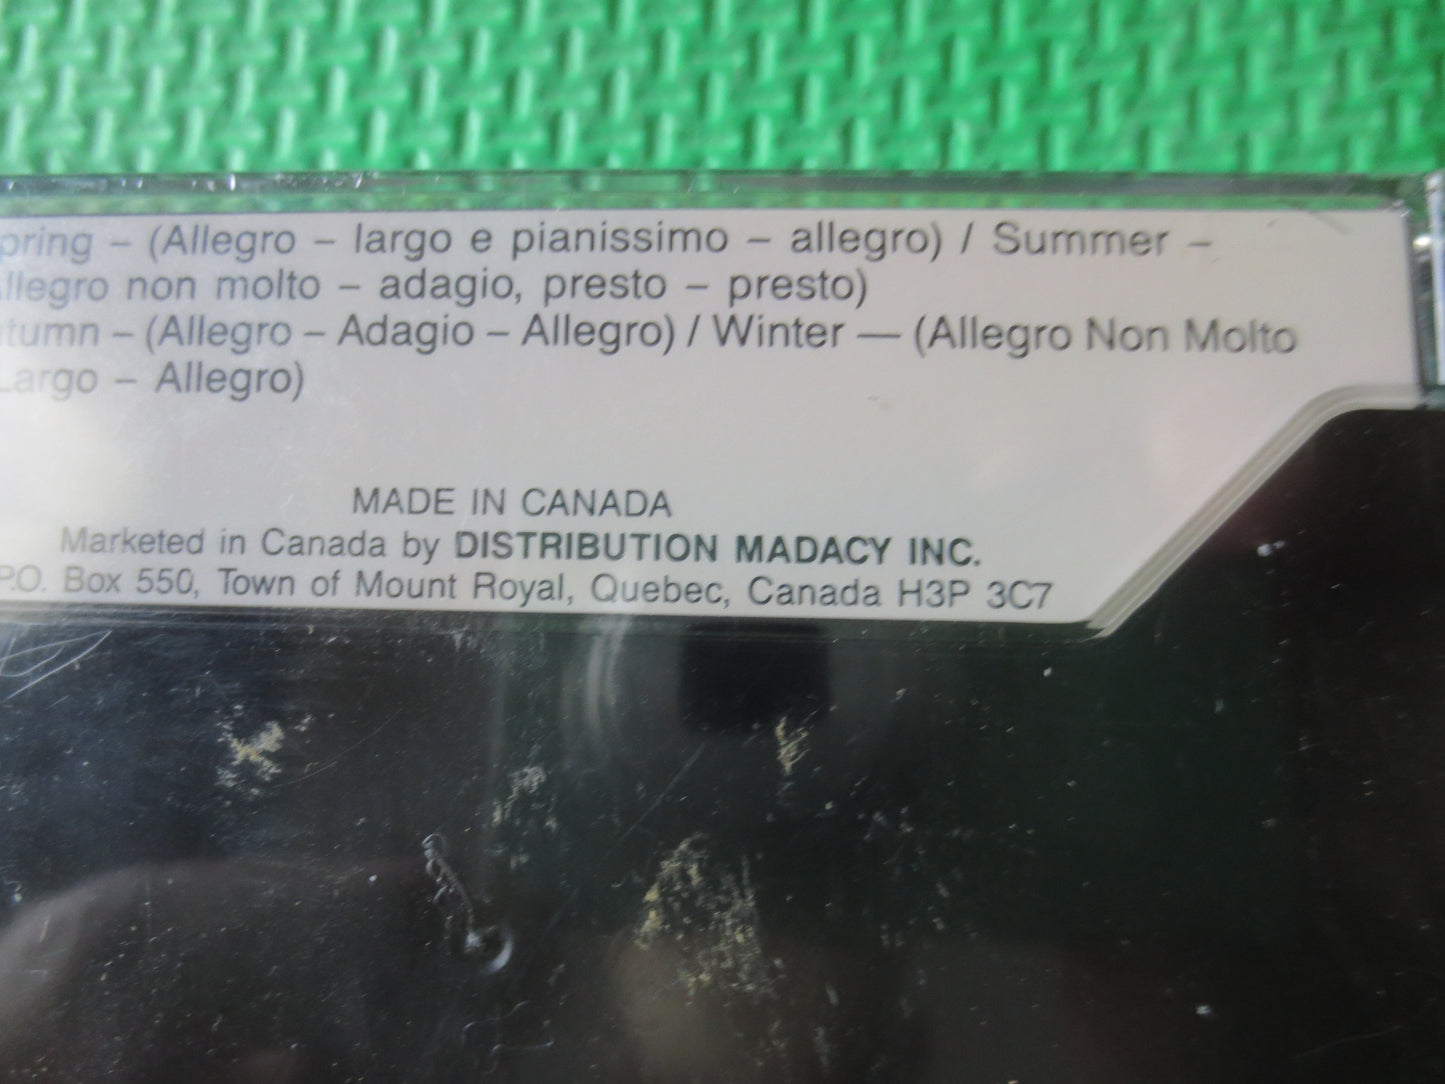 pring – (Allegro – largo e pianissimo – allegro) / Summer –
llegro non molto – adagio, presto – presto)
tumn – (Allegro – Adagio – Allegro) / Winter — (Allegro Non Molto
Largo – Allegro)
MADE IN CANADA
Marketed in Canada by DISTRIBUTION MADACY INC.
P.O. Box 550, Town of Mount Royal, Quebec, Canada H3P 3C7